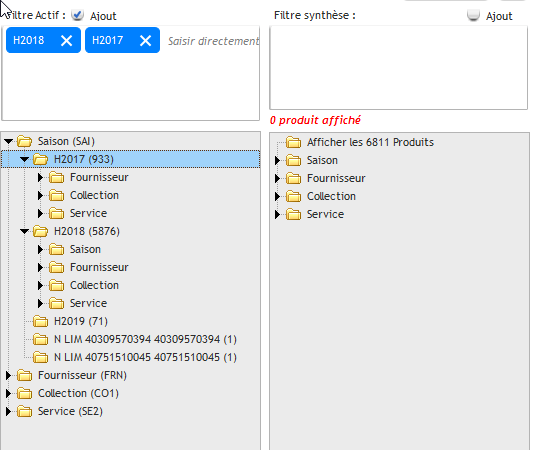 Filtre Actif : Ajout
H2018 H2017 Saisir directement
Saison (SAI)
H2017 (933)
Fournisseur
Collection
Service
H2018 (5876)
Saison
Fournisseur
Collection
Service
H2019 (71)
N LIM 40309570394 40309570394 (1)
N LIM 40751510045 40751510045 (1)
Fournisseur (FRN)
Collection (CO1)
Service (SE2)
Filtre synthèse : Ajout
0 produit affiché
Afficher les 6811 Produits
Saison
Fournisseur
Collection
Service